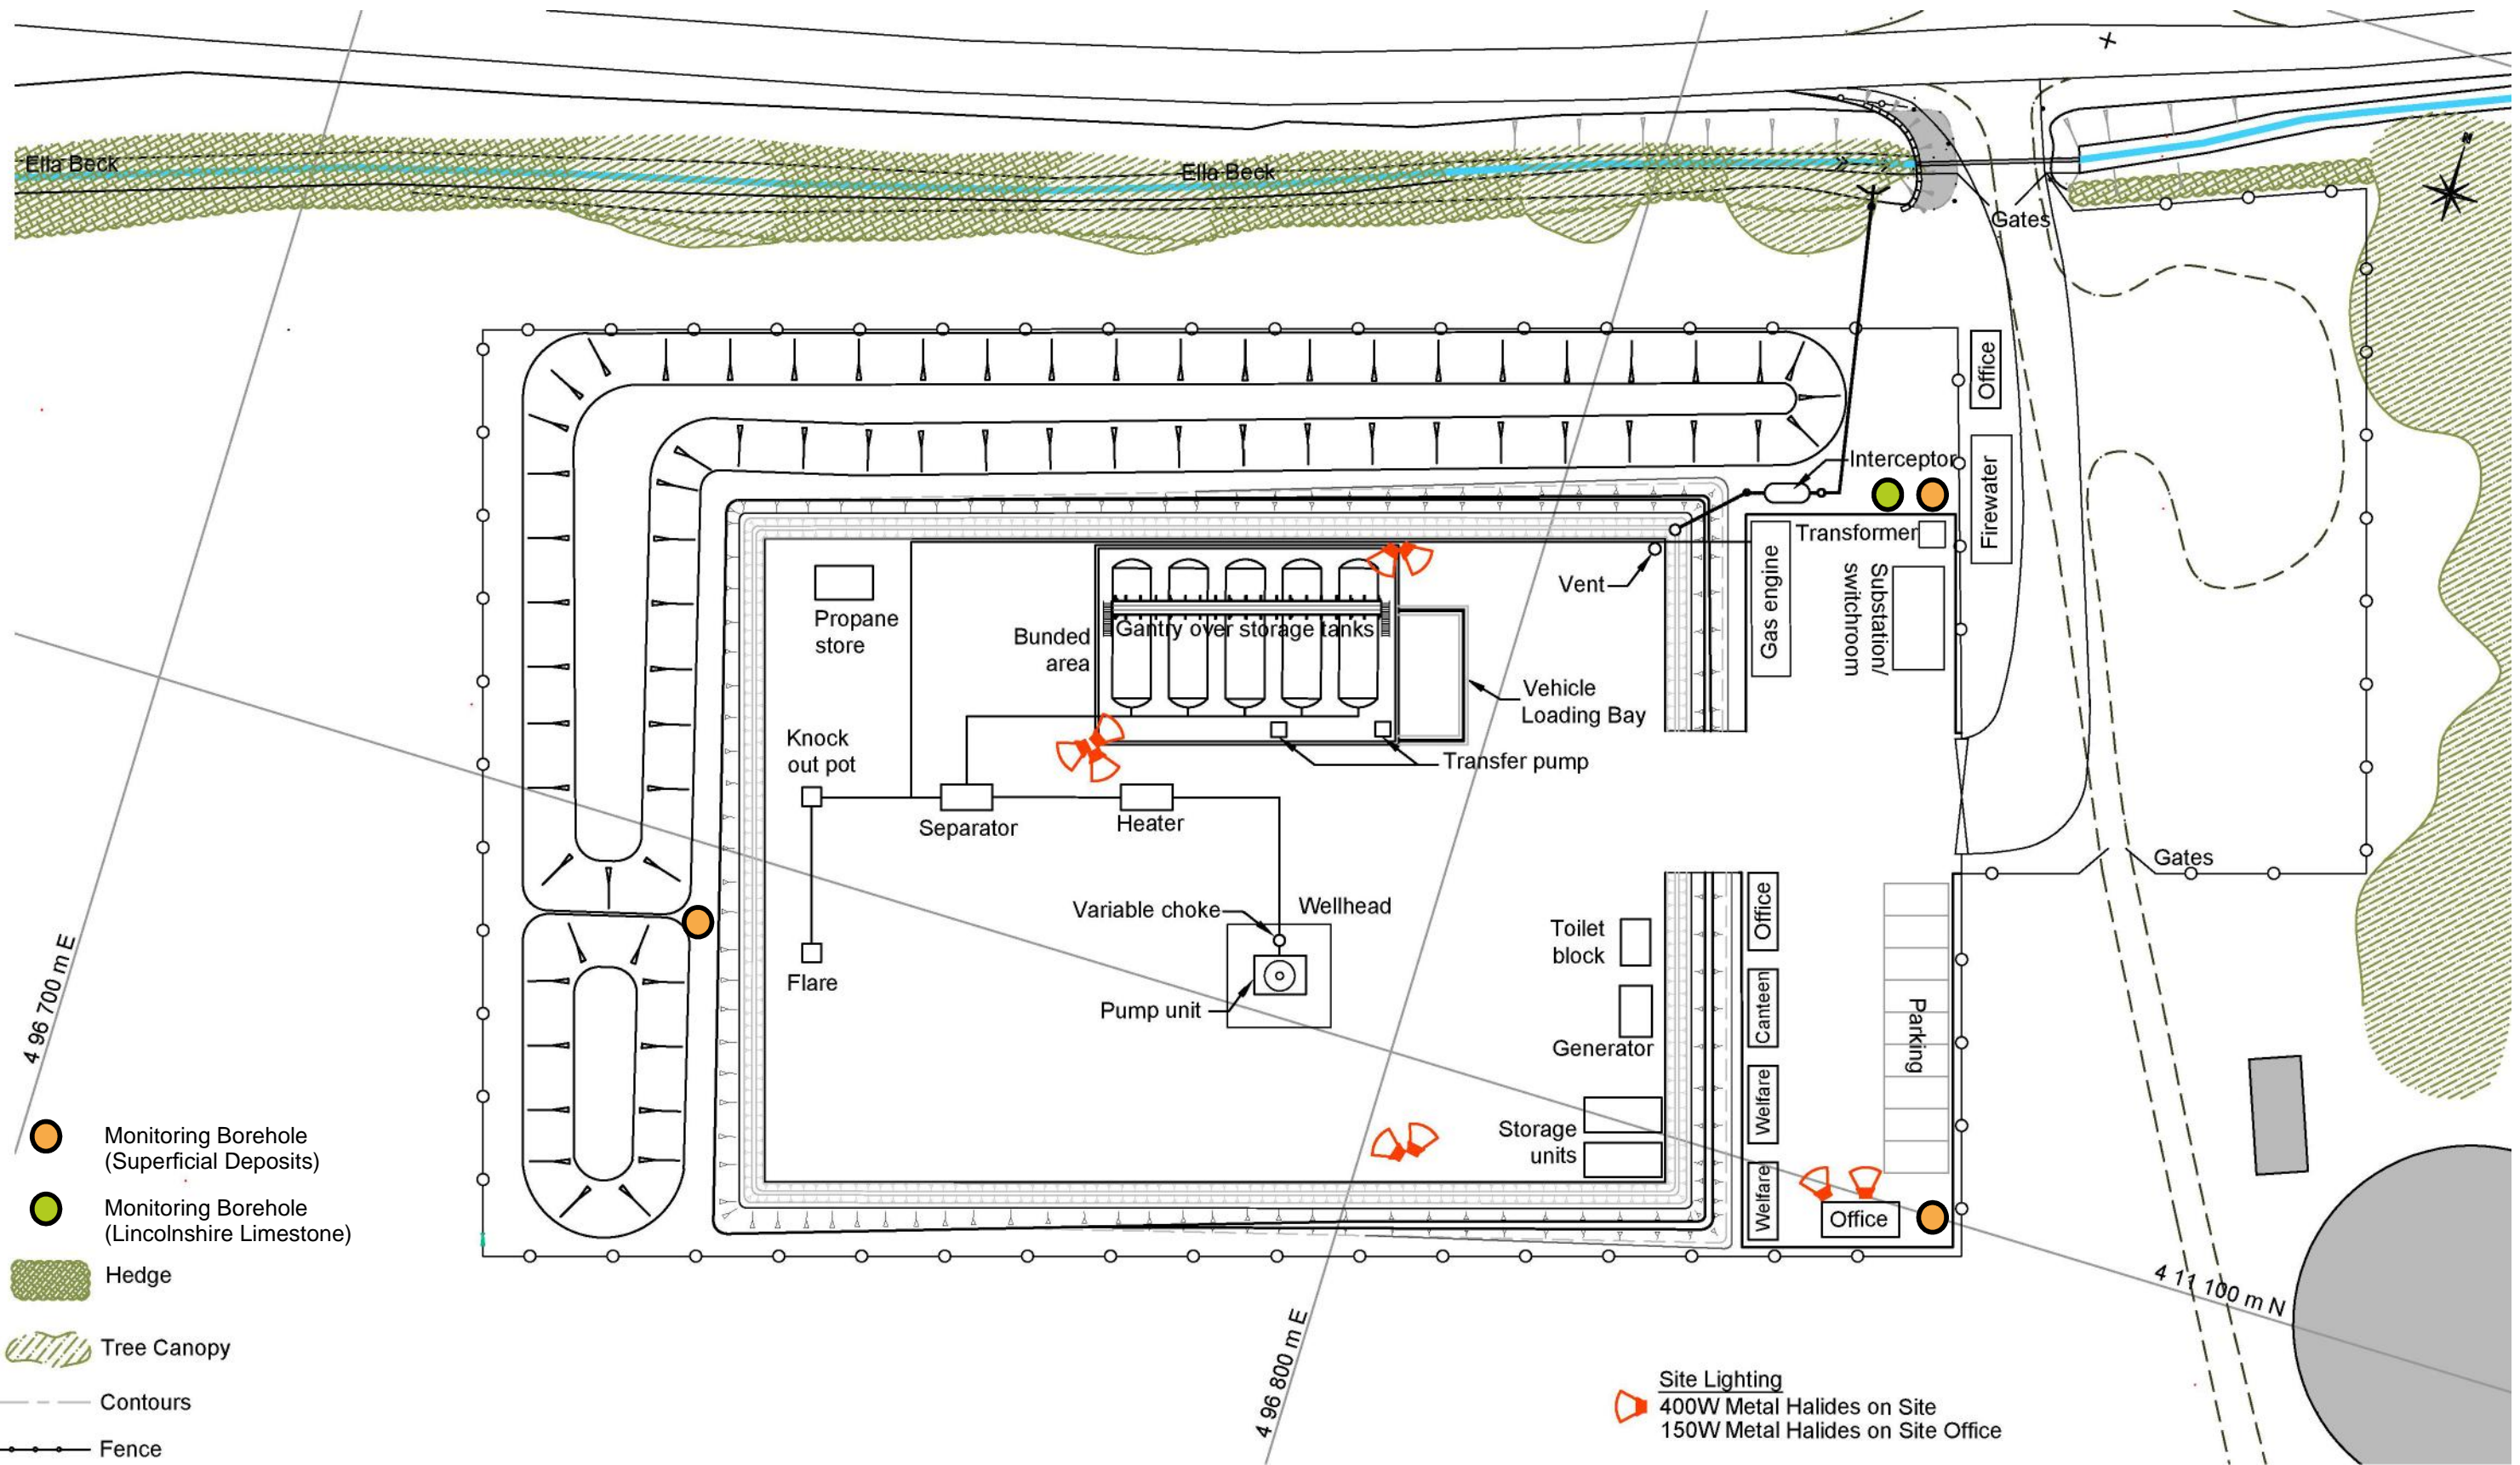 Ella Beck
Ella Beck
N
Gates
Office
Interceptor
Firewater
Transformer
Vent
Gas engine
Substation/
switchroom
Propane
store
Bunded
area
Gantry over storage tanks
Vehicle
Loading Bay
Transfer pump
Knock
out pot
Separator
Heater
Gates
Variable choke
Wellhead
Office
Toilet
block
Flare
Pump unit
Canteen
Parking
Generator
Welfare
Storage
units
Welfare
Office
4 96 700 m E
4 96 800 m E
4 11 100 m N
Monitoring Borehole
(Superficial Deposits)
Monitoring Borehole
(Lincolnshire Limestone)
Hedge
Tree Canopy
Contours
Fence
Site Lighting
400W Metal Halides on Site
150W Metal Halides on Site Office